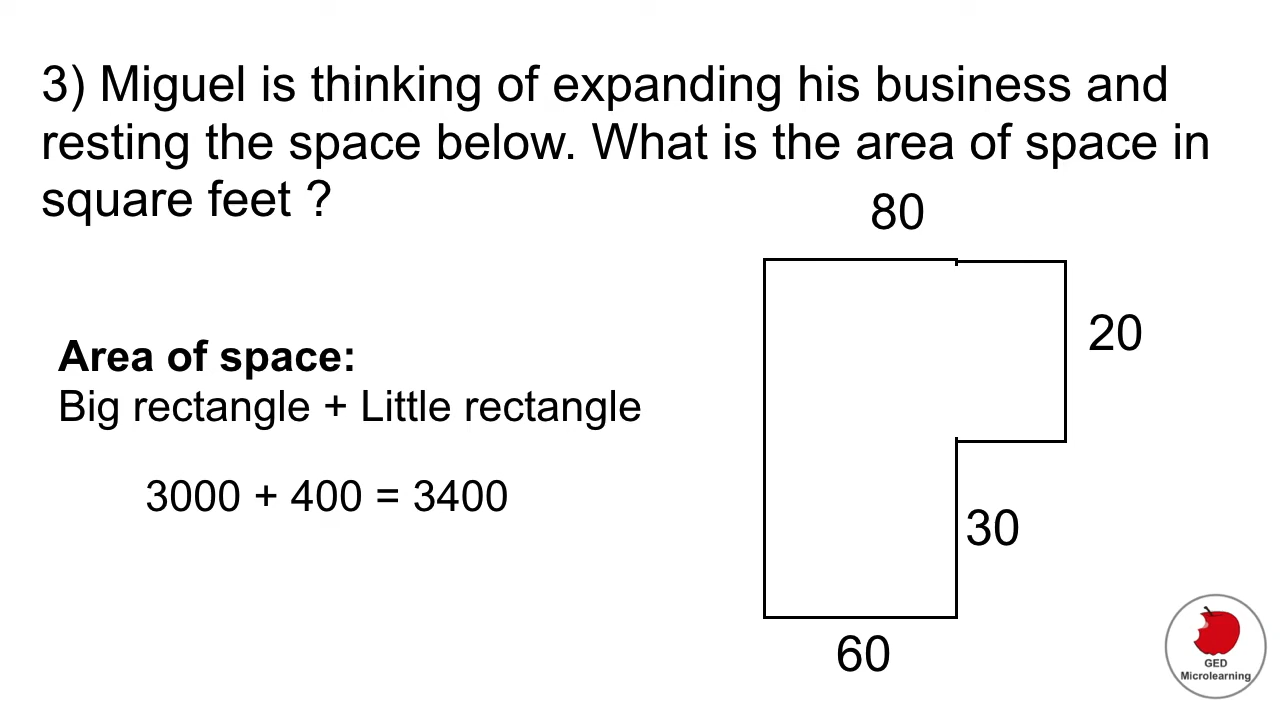 3) Miguel is thinking of expanding his business and
resting the space below. What is the area of space in
square feet ?
80
20
Area of space:
Big rectangle + Little rectangle
3000 + 400 = 3400
30
60
GED
Microlearning